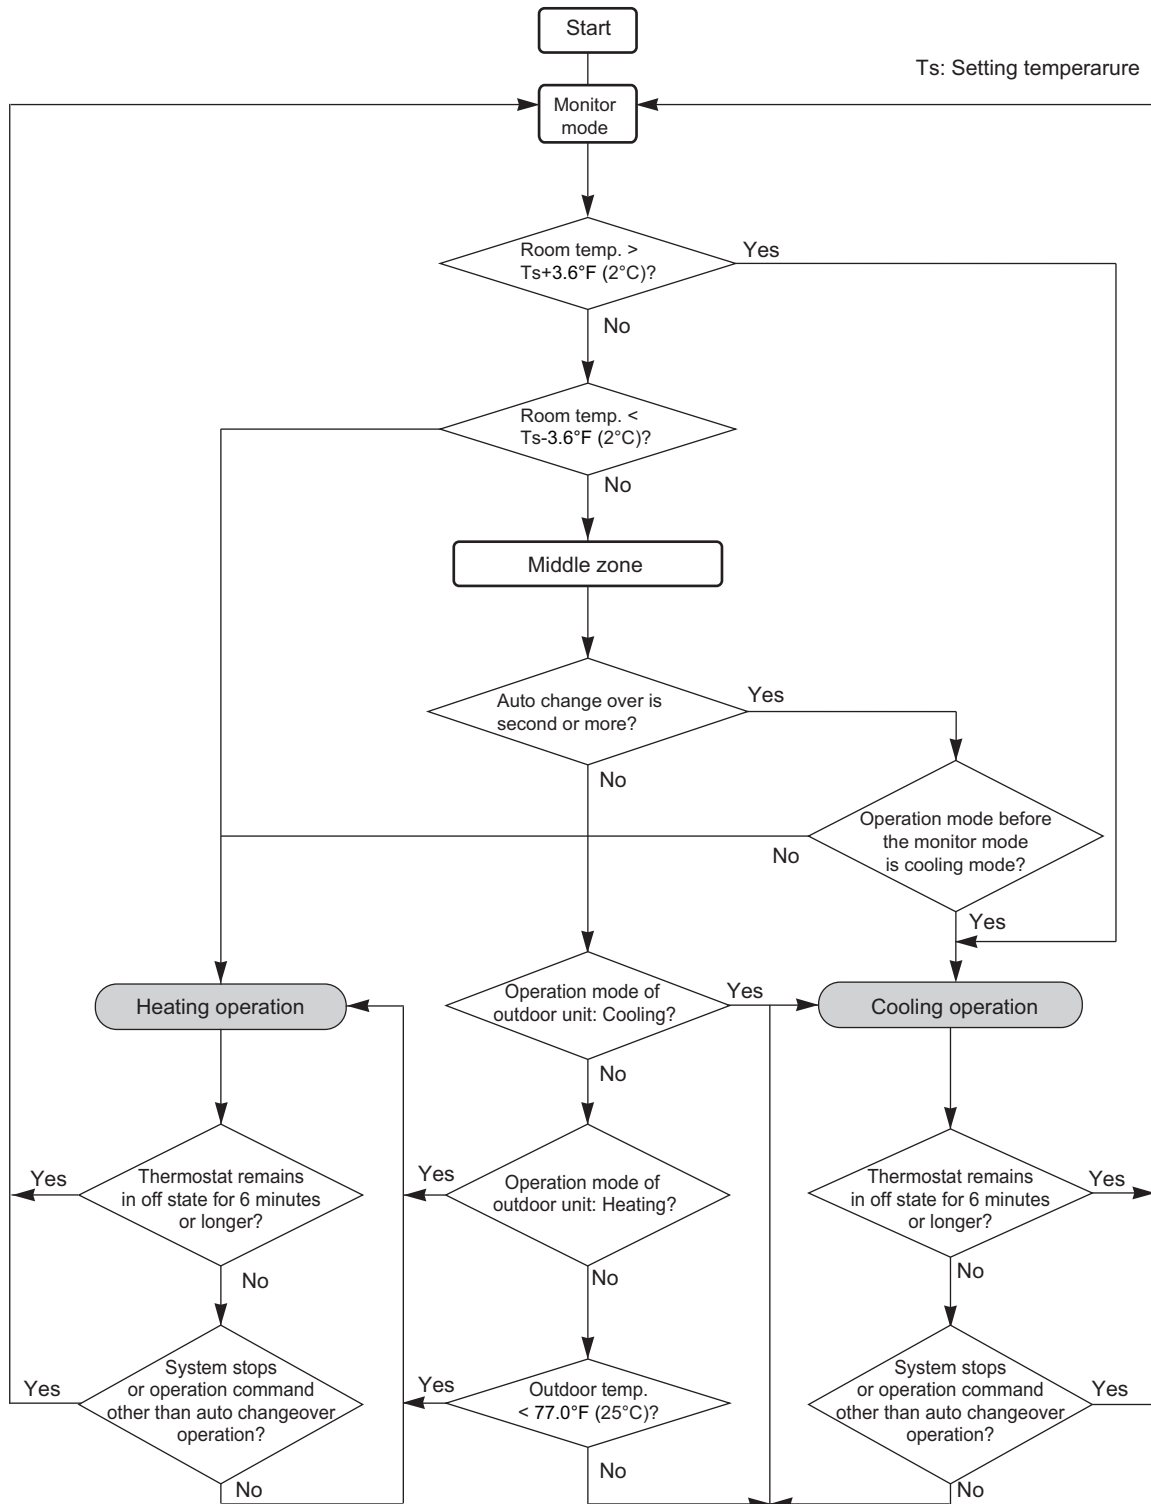 Start
Ts: Setting temperarure
Monitor
mode
Room temp. >
Ts+3.6°F (2°C)?
Yes
No
Room temp. <
Ts-3.6°F (2°C)?
No
Middle zone
Auto change over is
second or more?
Yes
No
Operation mode before
the monitor mode
is cooling mode?
No
Yes
Heating operation
Operation mode of
outdoor unit: Cooling?
Yes
Cooling operation
No
Yes
Thermostat remains
in off state for 6 minutes
or longer?
No
Yes
Operation mode of
outdoor unit: Heating?
No
Thermostat remains
in off state for 6 minutes
or longer?
Yes
No
Yes
System stops
or operation command
other than auto changeover
operation?
No
Yes
Outdoor temp.
< 77.0°F (25°C)?
No
System stops
or operation command
other than auto changeover
operation?
Yes
No